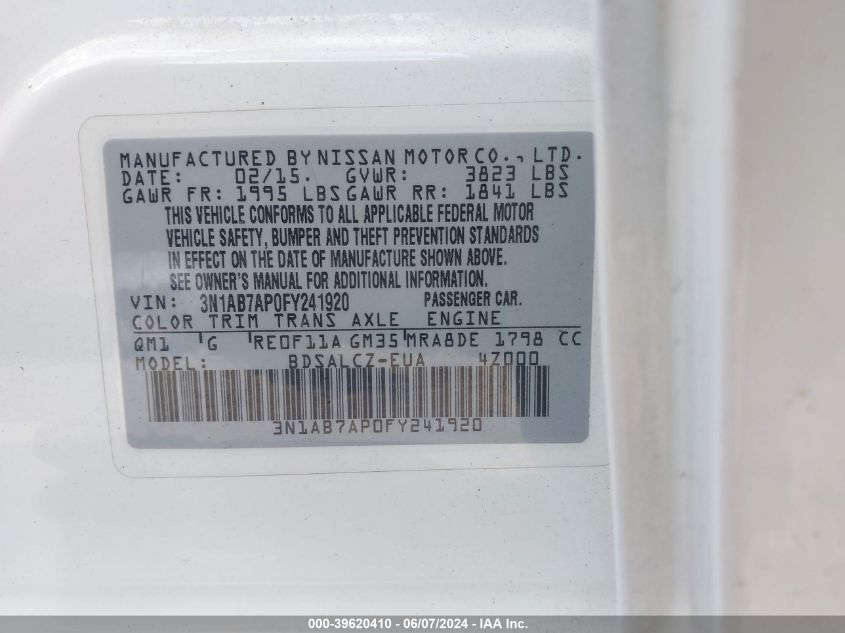 MANUFACTURED BY NISSAN MOTOR CO., LTD.
DATE: 02/15. GVWR: 3823 LBS
GAWR FR: 1995 LBS GAWR RR: 1841 LBS
THIS VEHICLE CONFORMS TO ALL APPLICABLE FEDERAL MOTOR
VEHICLE SAFETY, BUMPER AND THEFT PREVENTION STANDARDS
IN EFFECT ON THE DATE OF MANUFACTURE SHOWN ABOVE.
SEE OWNER'S MANUAL FOR ADDITIONAL INFORMATION.
VIN: 3N1AB7AP0FY241920 PASSENGER CAR.
COLOR TRIM TRANS AXLE ENGINE
QM1 G RE0F11A GM35 MRA8DE 1798 CC
MODEL: BDSALCZ-EUA 4Z000
3N1AB7AP0FY241920
000-39620410 - 06/07/2024 - IAA Inc.